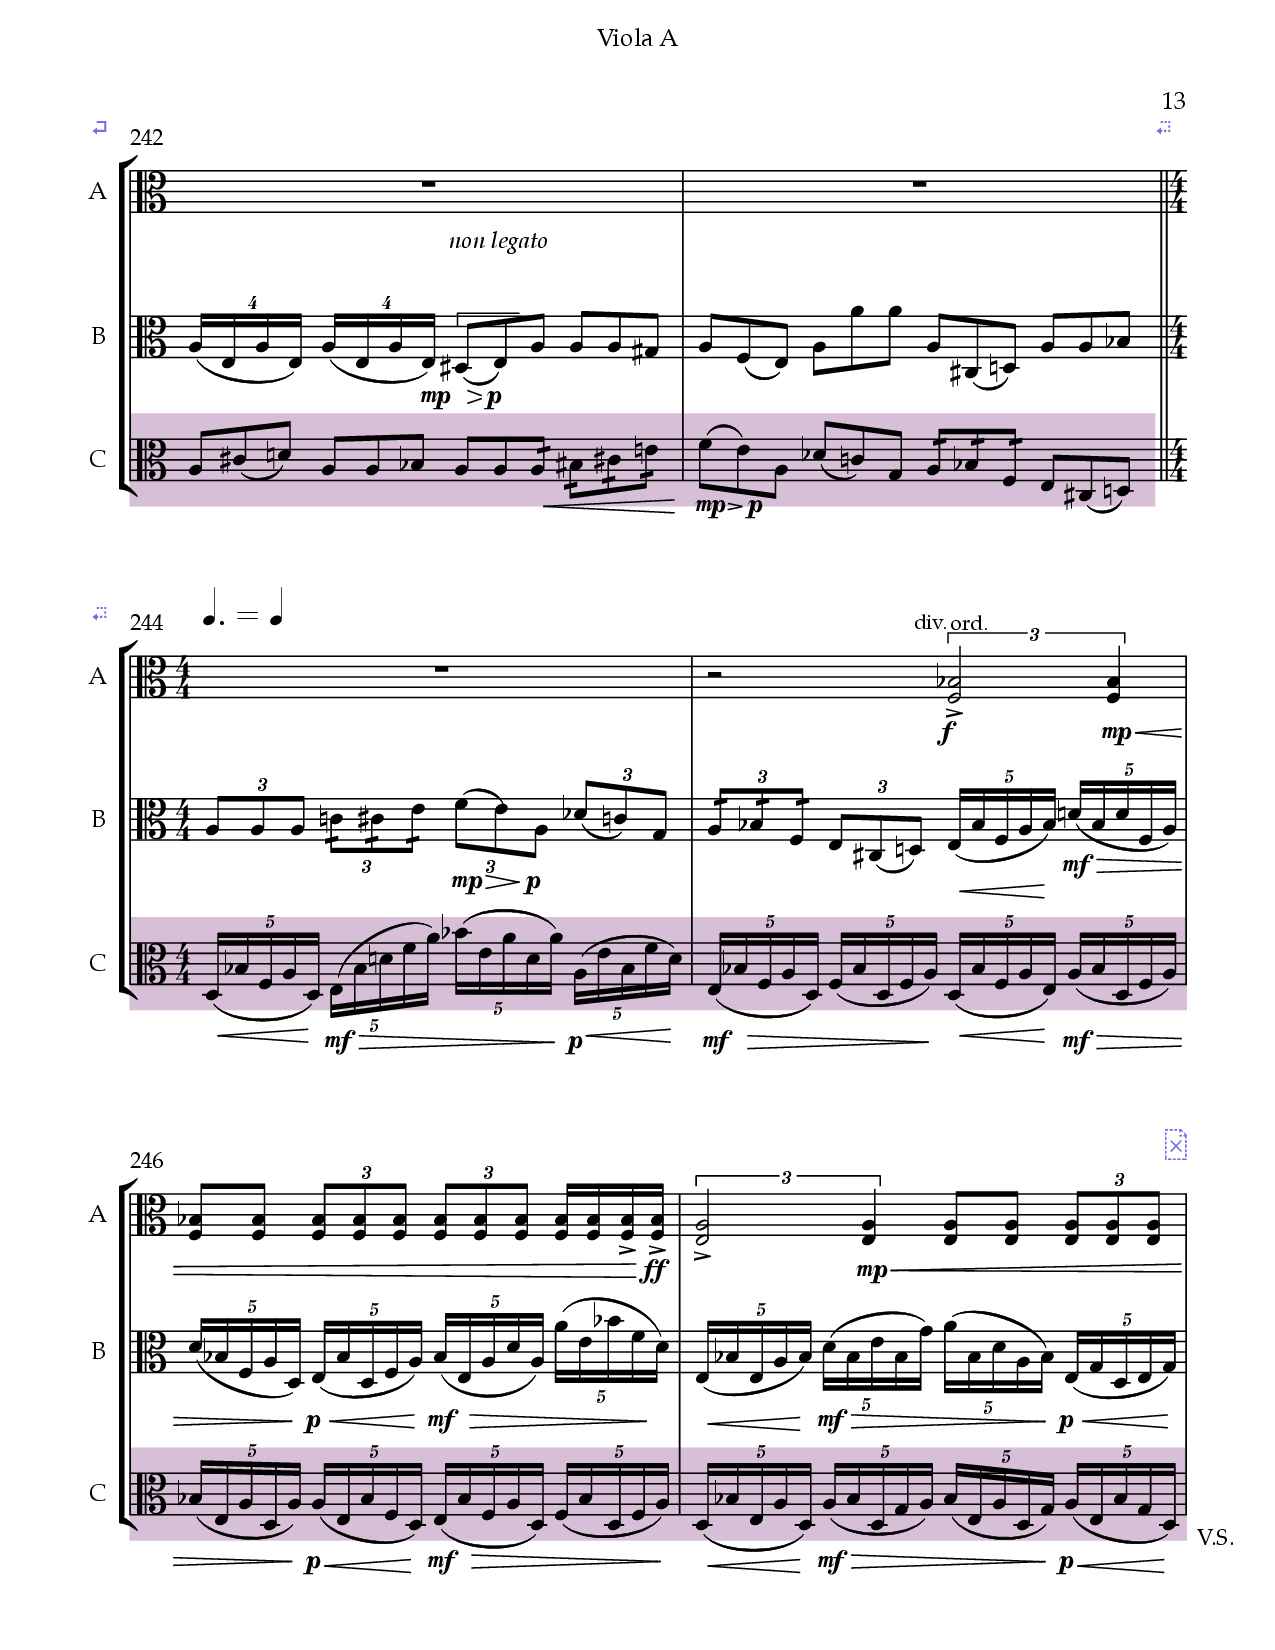 Viola A
13
242
A
non legato
4 4
B
mp p
C
mp p
4/4
244
♩. = ♩
div. ord.
3
A
f mp
3 3 3 3 3 5 5
B
mp p mf
5 5 5 5 5 5 5 5
C
mf p mf mf
246
3 3 3 3
A
ff mp
5 5 5 5 5 5 5 5
B
p mf mf p
5 5 5 5 5 5 5 5
C
p mf mf p
V.S.